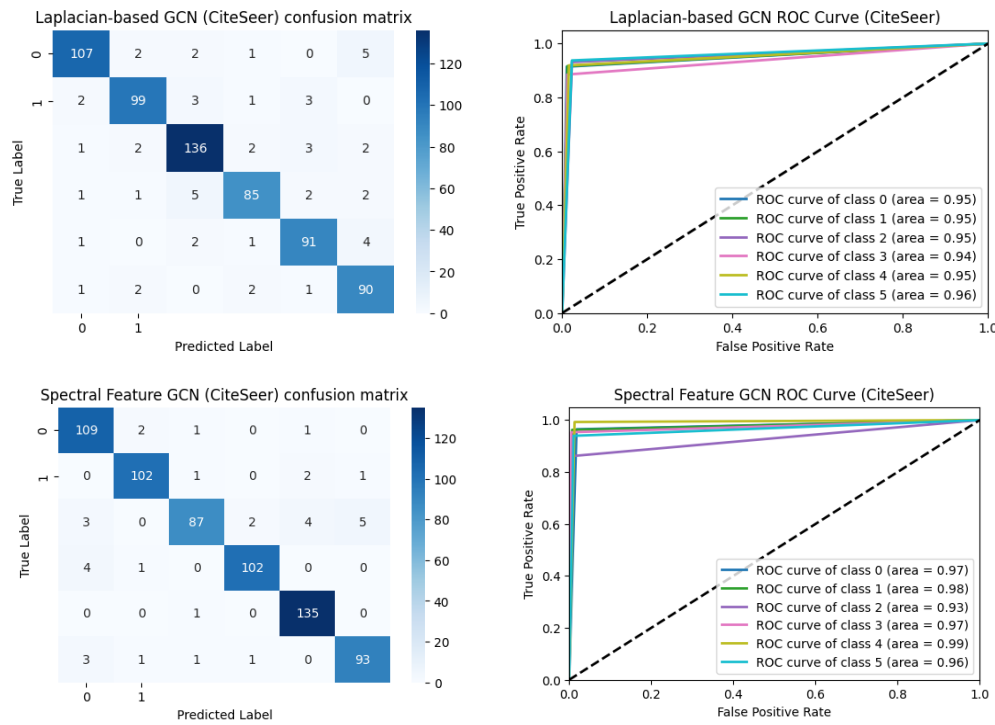 Laplacian-based GCN (CiteSeer) confusion matrix
0
1
True Label
107 2 2 1 0 5
2 99 3 1 3 0
1 2 136 2 3 2
1 1 5 85 2 2
1 0 2 1 91 4
1 2 0 2 1 90
0 1
Predicted Label
120
100
80
60
40
20
0
Laplacian-based GCN ROC Curve (CiteSeer)
True Positive Rate
1.0
0.8
0.6
0.4
0.2
0.0
ROC curve of class 0 (area = 0.95)
ROC curve of class 1 (area = 0.95)
ROC curve of class 2 (area = 0.95)
ROC curve of class 3 (area = 0.94)
ROC curve of class 4 (area = 0.95)
ROC curve of class 5 (area = 0.96)
0.0 0.2 0.4 0.6 0.8 1.0
False Positive Rate
Spectral Feature GCN (CiteSeer) confusion matrix
0
1
True Label
109 2 1 0 1 0
0 102 1 0 2 1
3 0 87 2 4 5
4 1 0 102 0 0
0 0 1 0 135 0
3 1 1 1 0 93
0 1
Predicted Label
120
100
80
60
40
20
0
Spectral Feature GCN ROC Curve (CiteSeer)
True Positive Rate
1.0
0.8
0.6
0.4
0.2
0.0
ROC curve of class 0 (area = 0.97)
ROC curve of class 1 (area = 0.98)
ROC curve of class 2 (area = 0.93)
ROC curve of class 3 (area = 0.97)
ROC curve of class 4 (area = 0.99)
ROC curve of class 5 (area = 0.96)
0.0 0.2 0.4 0.6 0.8 1.0
False Positive Rate